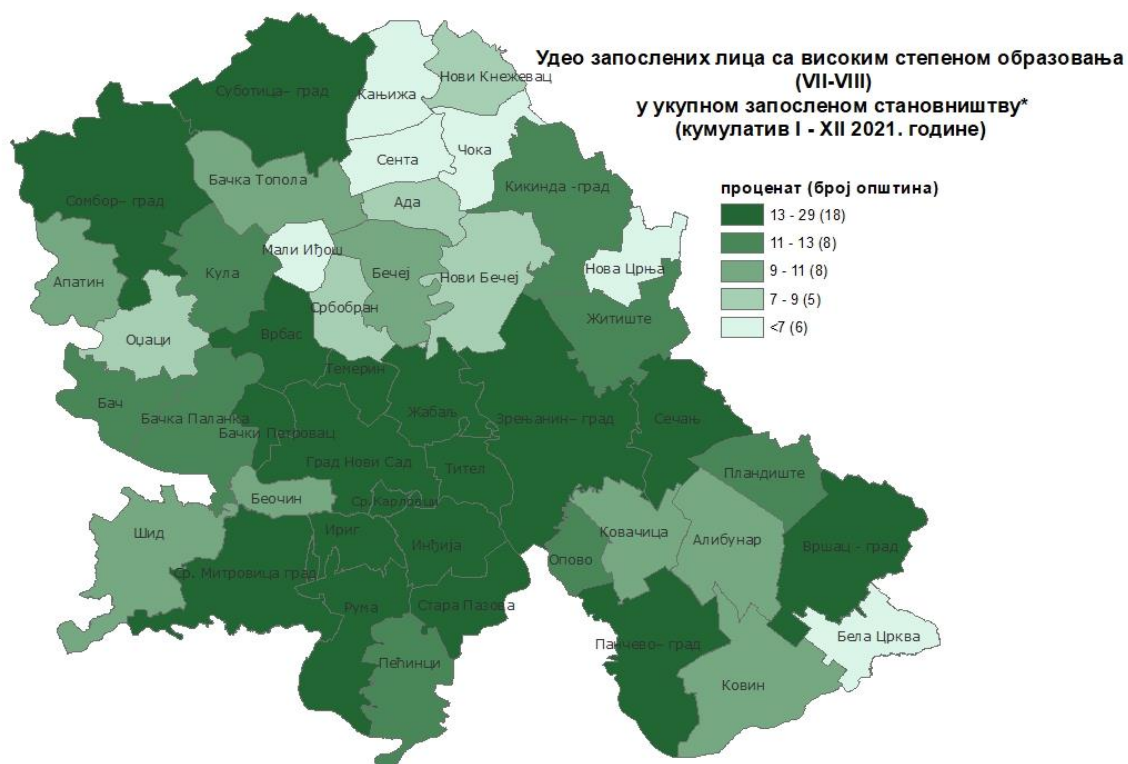 Удео запослених лица са високим степеном образовања
(VII-VIII)
у укупном запосленом становништву*
(кумулатив I - XII 2021. године)
проценат (број општина)
13 - 29 (18)
11 - 13 (8)
9 - 11 (8)
7 - 9 (5)
<7 (6)
Суботица– град
Кањижа
Нови Кнежевац
Сента
Чока
Сомбор– град
Бачка Топола
Ада
Кикинда -град
Мали Иђош
Апатин
Кула
Бечеј
Нови Бечеј
Нова Црња
Србобран
Житиште
Оџаци
Врбас
Темерин
Бач
Бачка Паланка
Жабаљ
Зрењанин– град
Сечањ
Бачки Петровац
Град Нови Сад
Тител
Пландиште
Беочин
Ср.Карловци
Шид
Ириг
Инђија
Ковачица
Алибунар
Вршац - град
Опово
Ср. Митровица град
Рума
Стара Пазова
Панчево– град
Бела Црква
Пећинци
Ковин